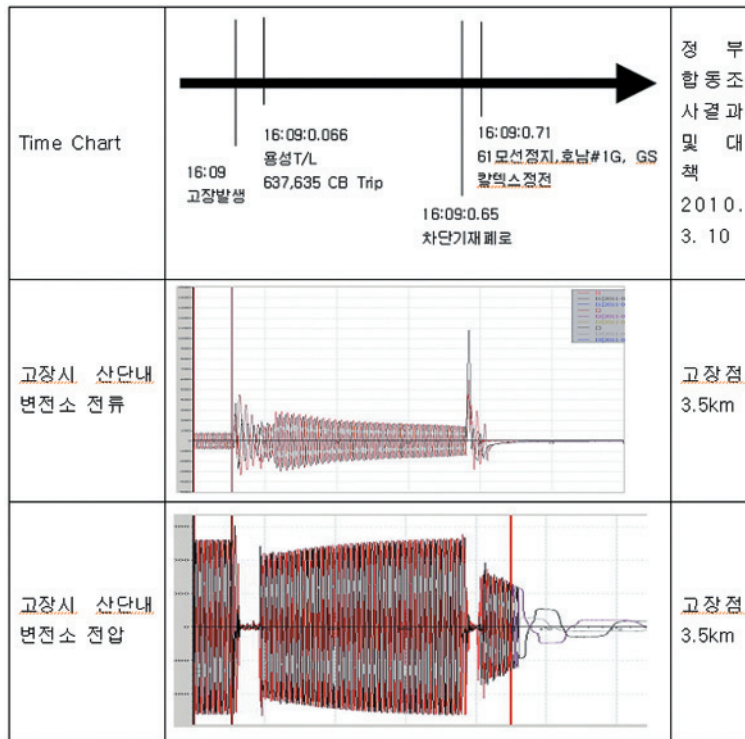 Time Chart
16:09
고장발생
16:09:0.066
용성T/L
637,635 CB Trip
16:09:0.65
차단기재폐로
16:09:0.71
61모선정지,호남#1G, GS
칼텍스정전
정 부
합동조
사결과
및 대
책
2010.
3. 10
고장시 산단내
변전소 전류
고장점
3.5km
고장시 산단내
변전소 전압
고장점
3.5km